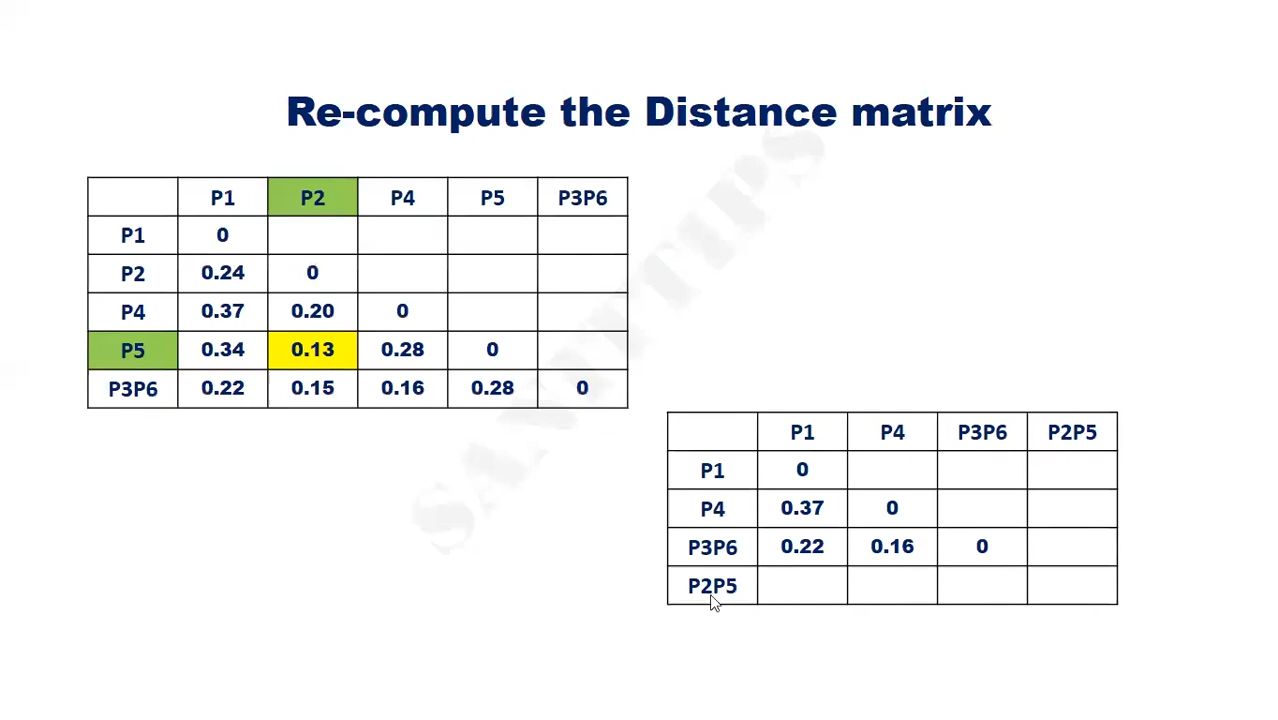 Re-compute the Distance matrix
P1 P2 P4 P5 P3P6
P1 0
P2 0.24 0
P4 0.37 0.20 0
P5 0.34 0.13 0.28 0
P3P6 0.22 0.15 0.16 0.28 0
P1 P4 P3P6 P2P5
P1 0
P4 0.37 0
P3P6 0.22 0.16 0
P2P5